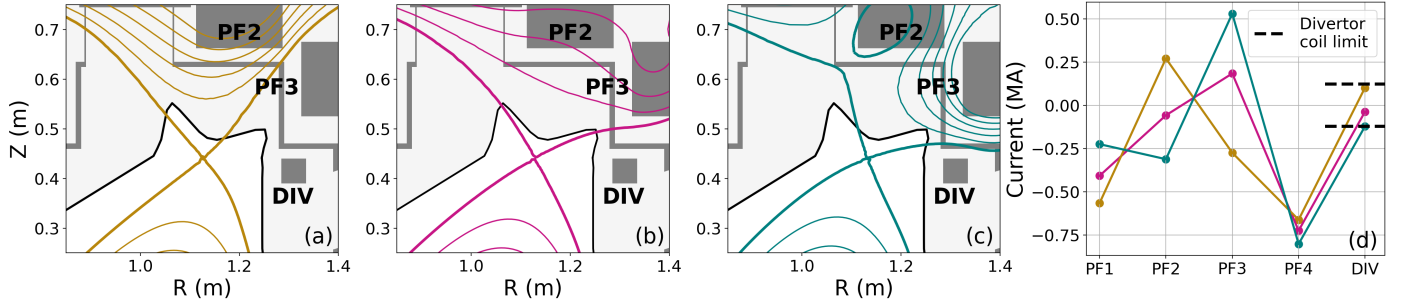 PF2
PF3
DIV
(a)
0.7
0.6
0.5
0.4
0.3
Z (m)
1.0 1.2 1.4
R (m)
PF2
PF3
DIV
(b)
1.0 1.2 1.4
R (m)
PF2
PF3
DIV
(c)
1.0 1.2 1.4
R (m)
0.50
0.25
0.00
−0.25
−0.50
−0.75
Current (MA)
Divertor
coil limit
(d)
PF1 PF2 PF3 PF4 DIV